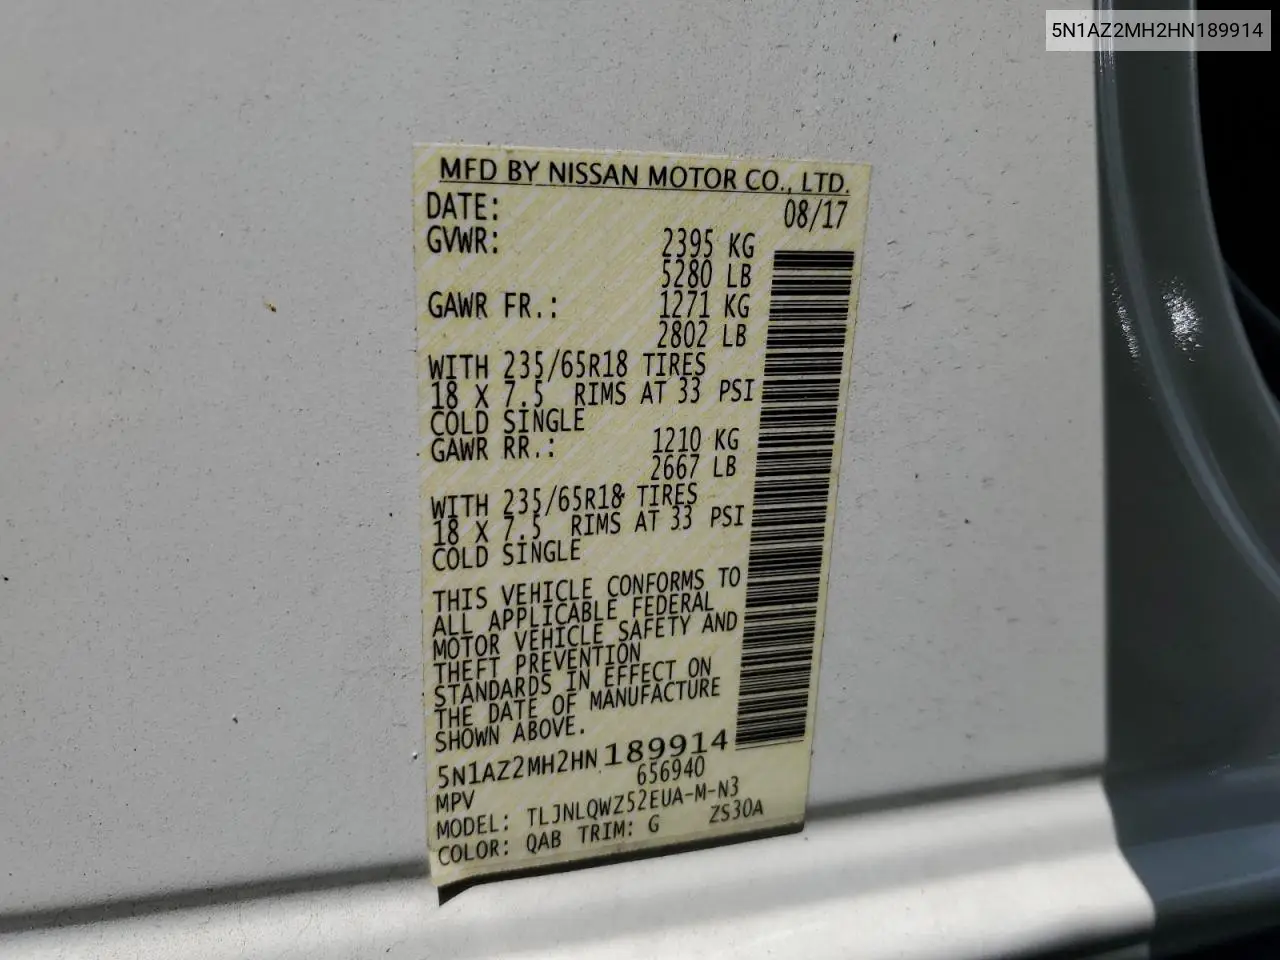 5N1AZ2MH2HN189914
MFD BY NISSAN MOTOR CO., LTD.
DATE: 08/17
GVWR: 2395 KG
5280 LB
GAWR FR.: 1271 KG
2802 LB
WITH 235/65R18 TIRES
18 X 7.5 RIMS AT 33 PSI
COLD SINGLE
GAWR RR.: 1210 KG
2667 LB
WITH 235/65R18 TIRES
18 X 7.5 RIMS AT 33 PSI
COLD SINGLE
THIS VEHICLE CONFORMS TO
ALL APPLICABLE FEDERAL
MOTOR VEHICLE SAFETY AND
THEFT PREVENTION
STANDARDS IN EFFECT ON
THE DATE OF MANUFACTURE
SHOWN ABOVE.
5N1AZ2MH2HN189914
MPV 656940
MODEL: TLJNLQWZ52EUA-M-N3
COLOR: QAB TRIM: G ZS30A